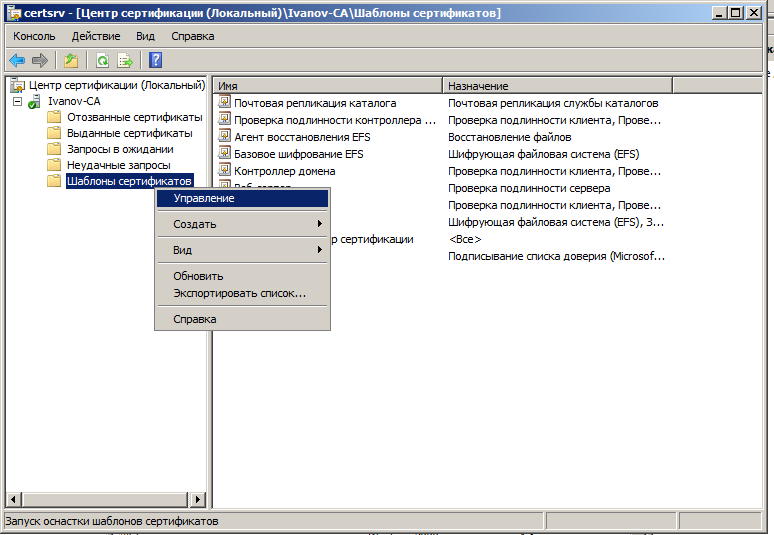 certsrv - [Центр сертификации (Локальный)\Ivanov-CA\Шаблоны сертификатов]
Консоль Действие Вид Справка
Центр сертификации (Локальный)
Ivanov-CA
Отозванные сертификаты
Выданные сертификаты
Запросы в ожидании
Неудачные запросы
Шаблоны сертификатов
Имя Назначение
Почтовая репликация каталога Почтовая репликация службы каталогов
Проверка подлинности контроллера ... Проверка подлинности клиента, Прове...
Агент восстановления EFS Восстановление файлов
Базовое шифрование EFS Шифрующая файловая система (EFS)
Контроллер домена Проверка подлинности клиента, Прове...
Веб-сервер Проверка подлинности сервера
Проверка подлинности клиента, Прове...
Шифрующая файловая система (EFS), З...
р сертификации <Все>
Подписывание списка доверия (Microsof...
Управление
Создать
Вид
Обновить
Экспортировать список...
Справка
Запуск оснастки шаблонов сертификатов